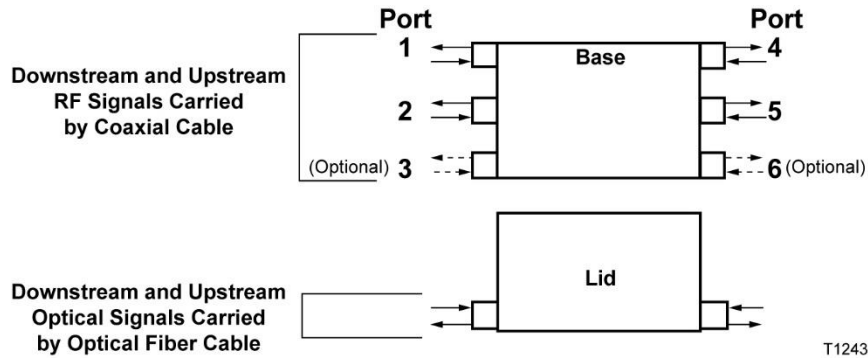 Port
Port
1
4
Base
Downstream and Upstream
RF Signals Carried
by Coaxial Cable
2
5
(Optional) 3
6 (Optional)
Lid
Downstream and Upstream
Optical Signals Carried
by Optical Fiber Cable
T1243